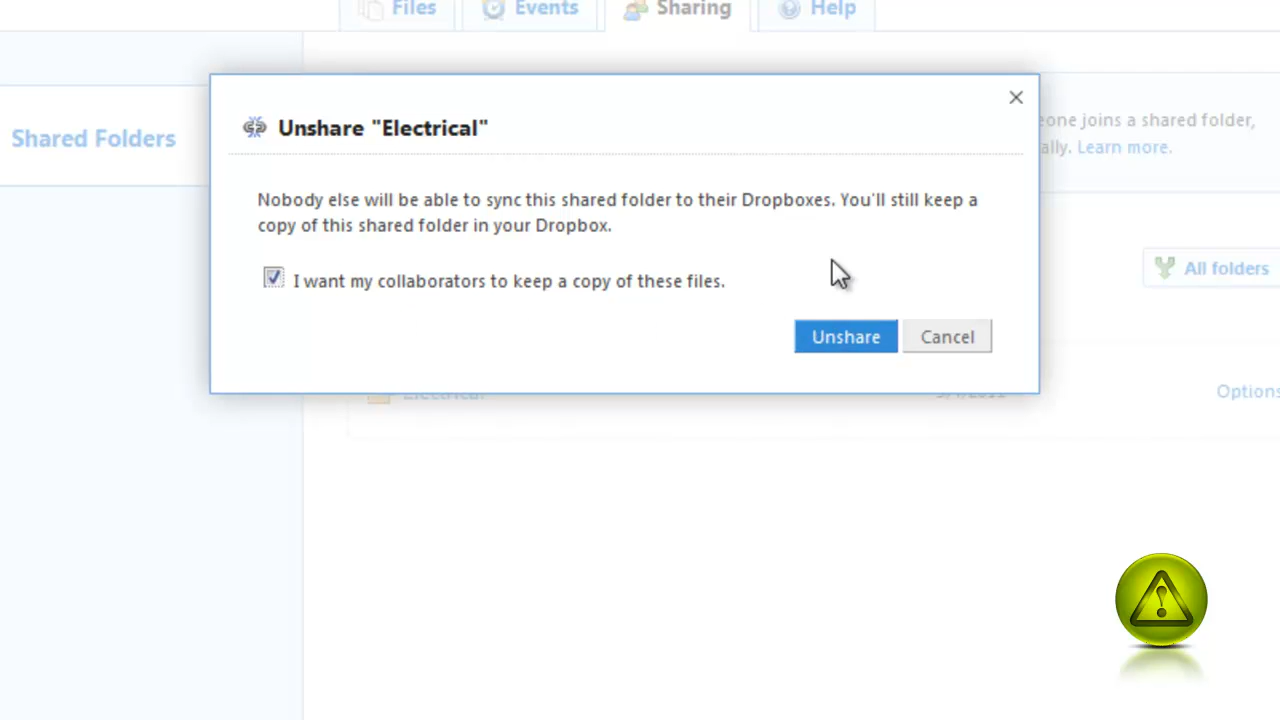 Files Events Sharing Help
Shared Folders
Unshare "Electrical"
eone joins a shared folder,
ally. Learn more.
Nobody else will be able to sync this shared folder to their Dropboxes. You'll still keep a
copy of this shared folder in your Dropbox.
I want my collaborators to keep a copy of these files.
All folders
Unshare Cancel
Electrical Options